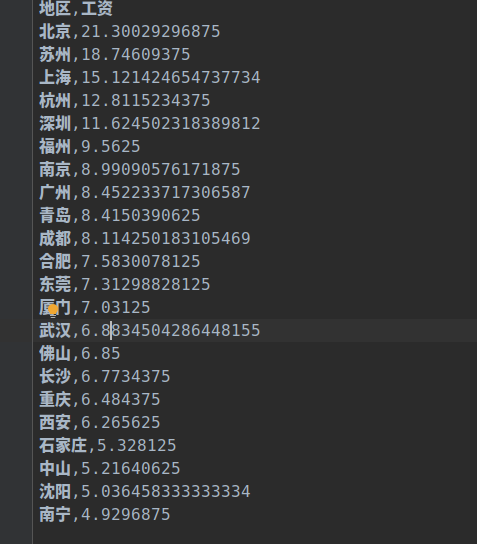 地区,工资
北京,21.30029296875
苏州,18.74609375
上海,15.121424654737734
杭州,12.8115234375
深圳,11.624502318389812
福州,9.5625
南京,8.99090576171875
广州,8.452233717306587
青岛,8.4150390625
成都,8.114250183105469
合肥,7.5830078125
东莞,7.31298828125
厦门,7.03125
武汉,6.8834504286448155
佛山,6.85
长沙,6.7734375
重庆,6.484375
西安,6.265625
石家庄,5.328125
中山,5.21640625
沈阳,5.036458333333334
南宁,4.9296875